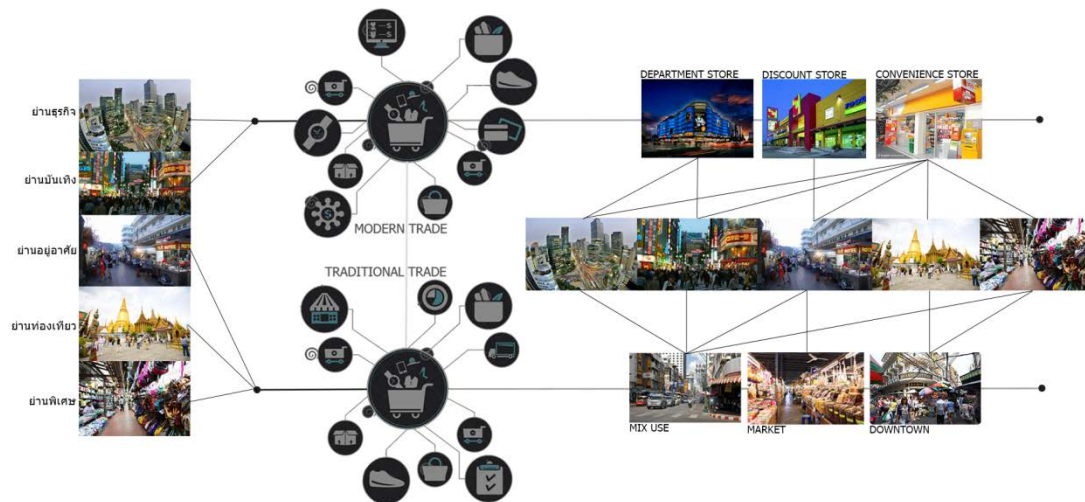 ย่านธุรกิจ
ย่านบันเทิง
ย่านอยู่อาศัย
ย่านท่องเที่ยว
ย่านพิเศษ
MODERN TRADE
TRADITIONAL TRADE
DEPARTMENT STORE
DISCOUNT STORE
CONVENIENCE STORE
MIX USE
MARKET
DOWNTOWN